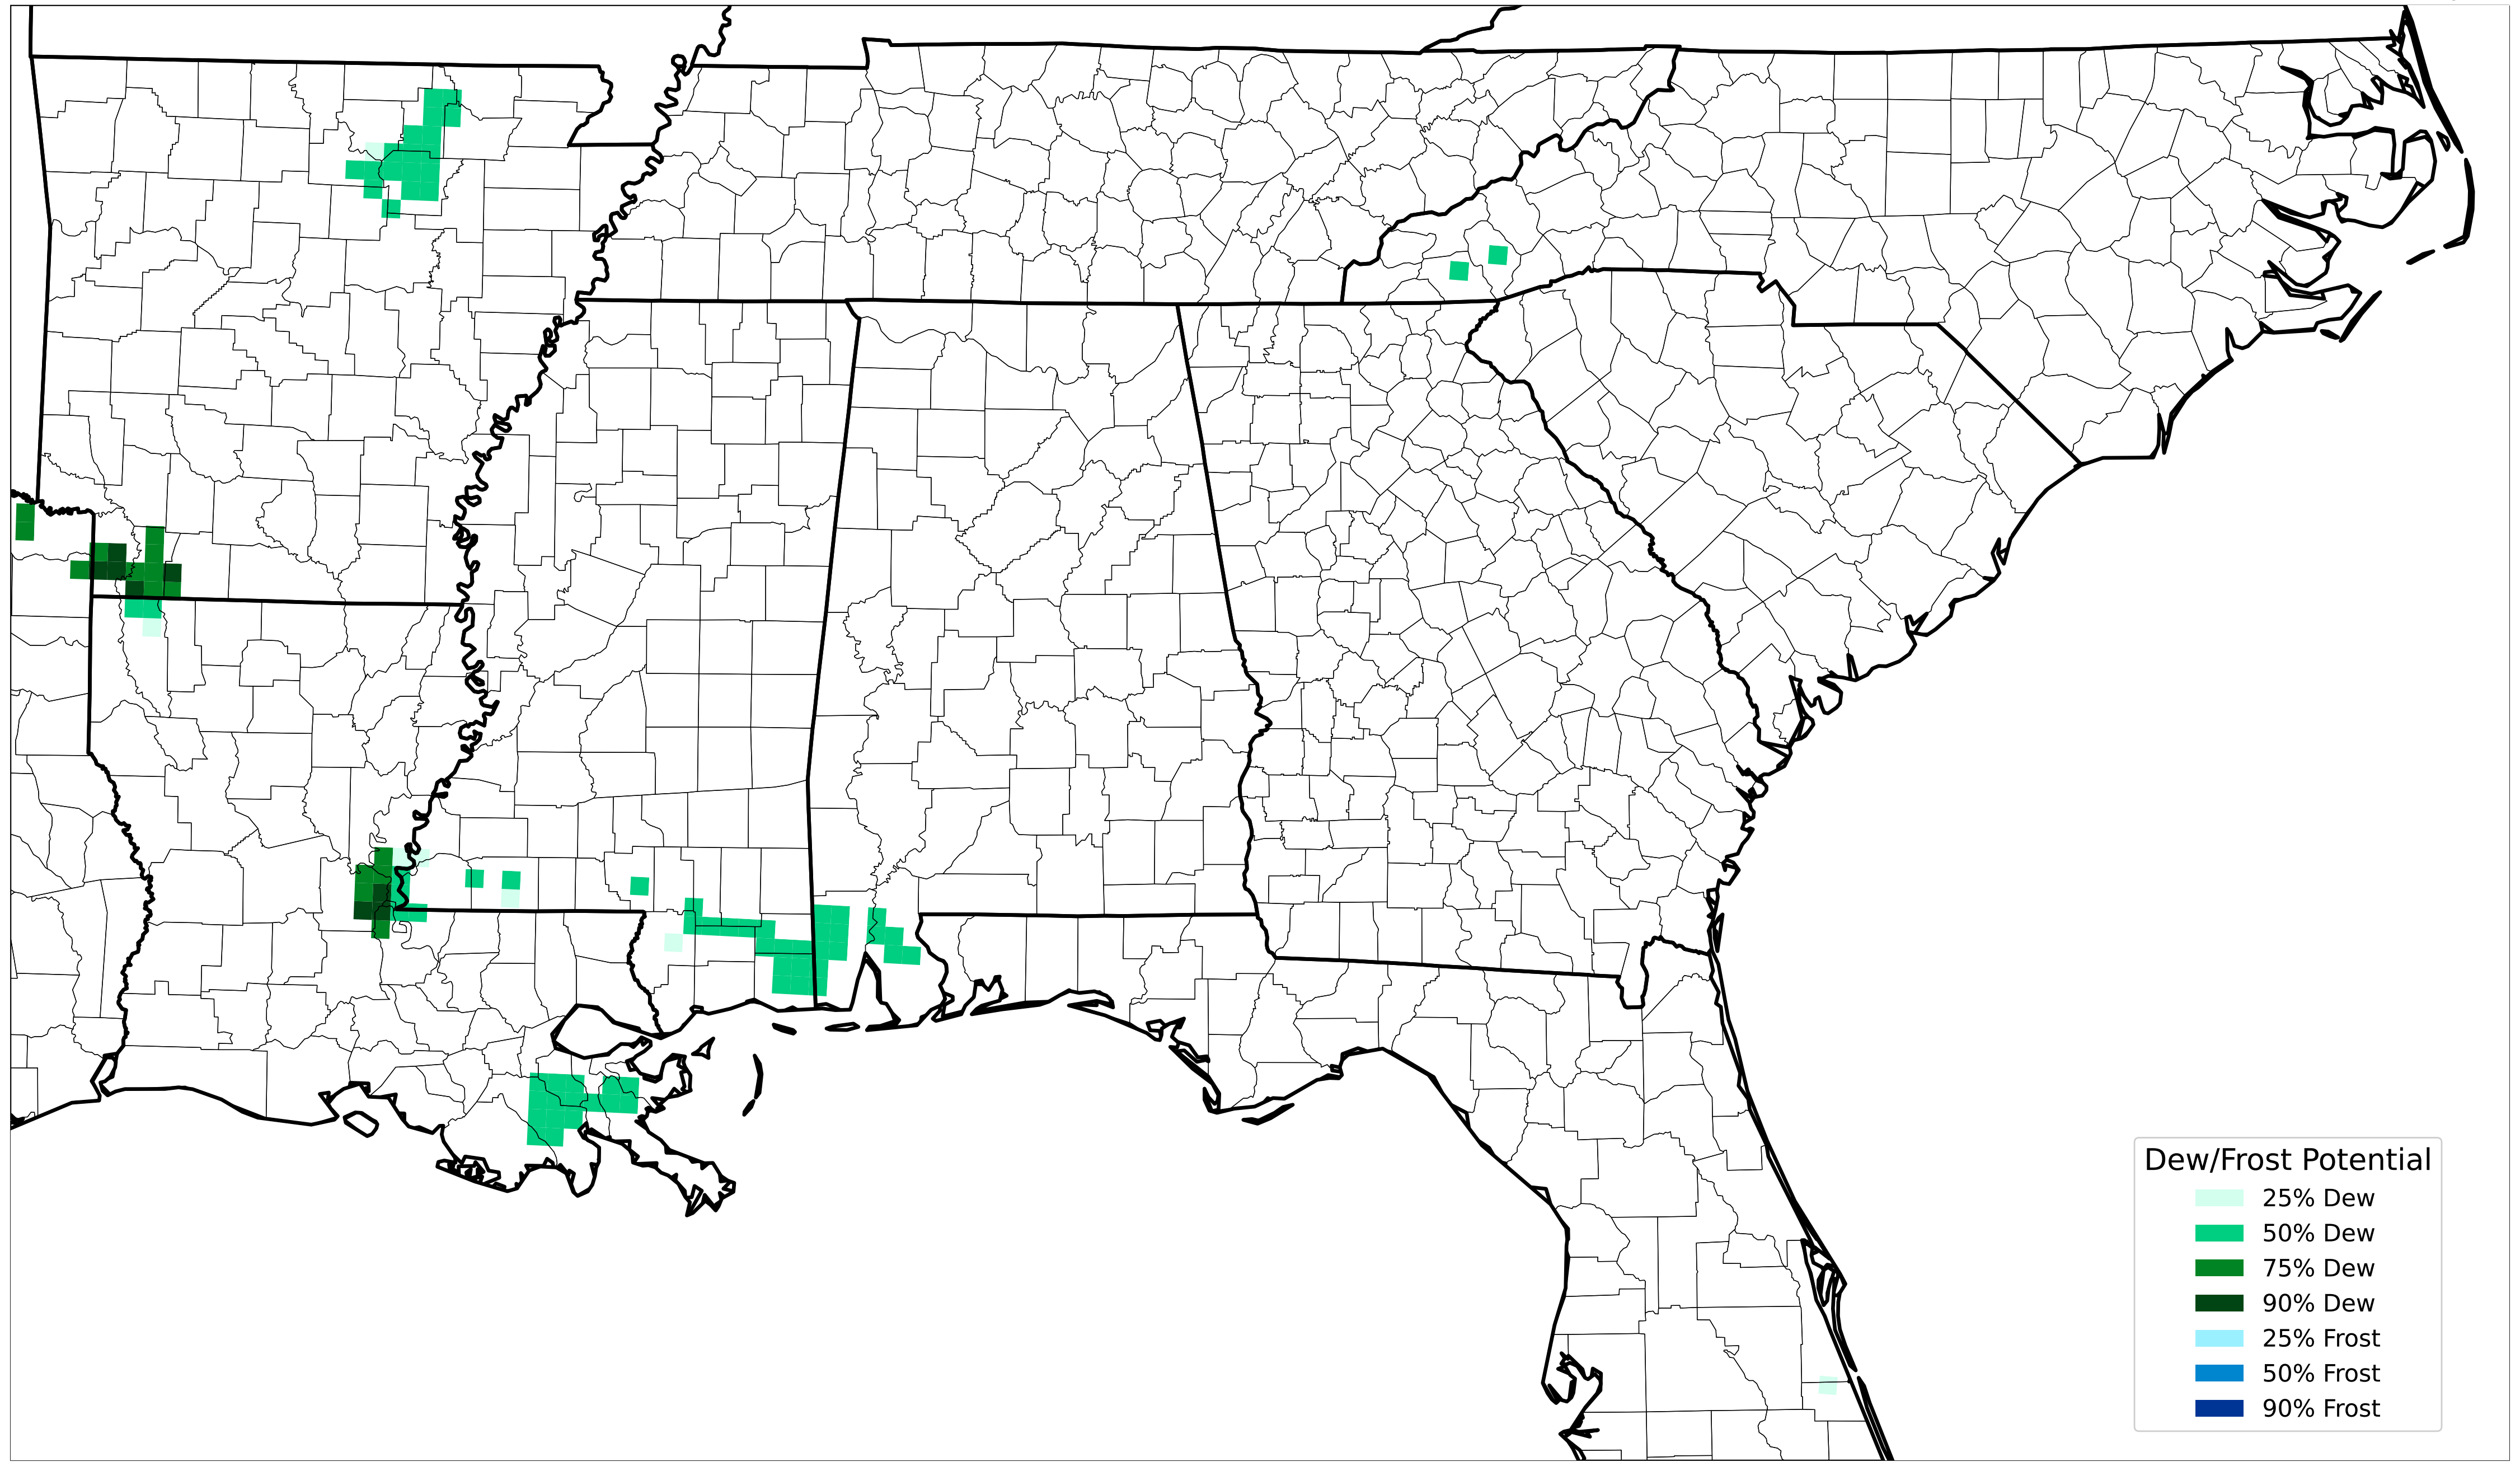 Dew/Frost Potential
25% Dew
50% Dew
75% Dew
90% Dew
25% Frost
50% Frost
90% Frost